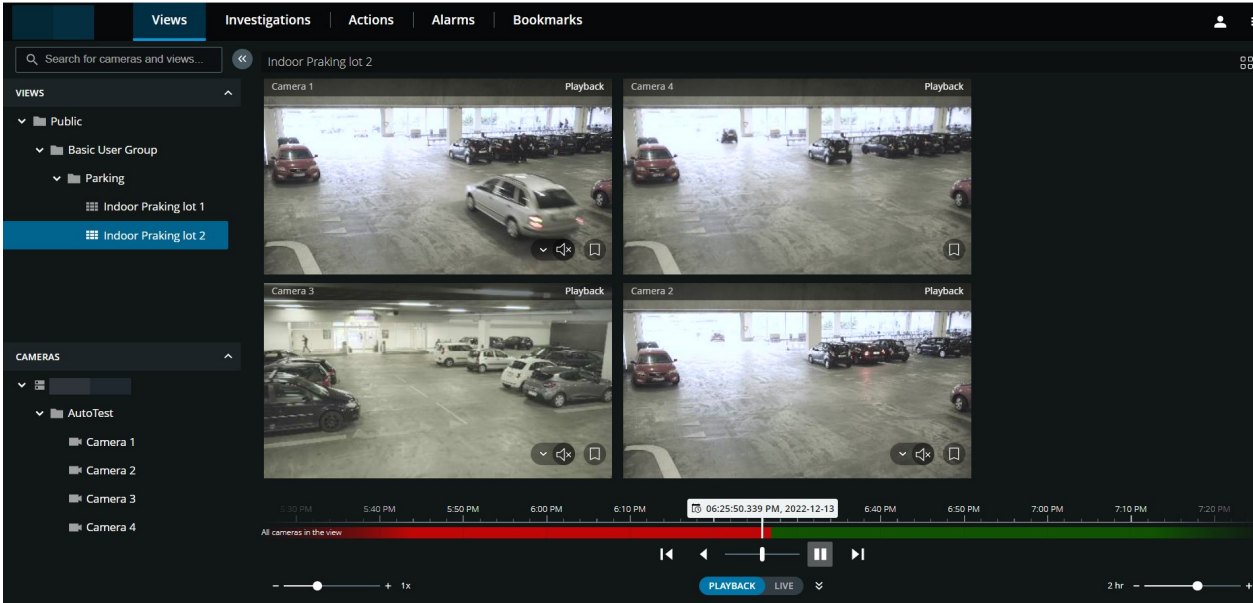 Views Investigations Actions Alarms Bookmarks
Search for cameras and views...
Indoor Praking lot 2
VIEWS
Public
Basic User Group
Parking
Indoor Praking lot 1
Indoor Praking lot 2
CAMERAS
AutoTest
Camera 1
Camera 2
Camera 3
Camera 4
Camera 1 Playback
Camera 4 Playback
Camera 3 Playback
Camera 2 Playback
5:30 PM 5:40 PM 5:50 PM 6:00 PM 6:10 PM 06:25:50.339 PM, 2022-12-13 6:40 PM 6:50 PM 7:00 PM 7:10 PM 7:20 PM
All cameras in the view
1x
PLAYBACK LIVE
2 hr